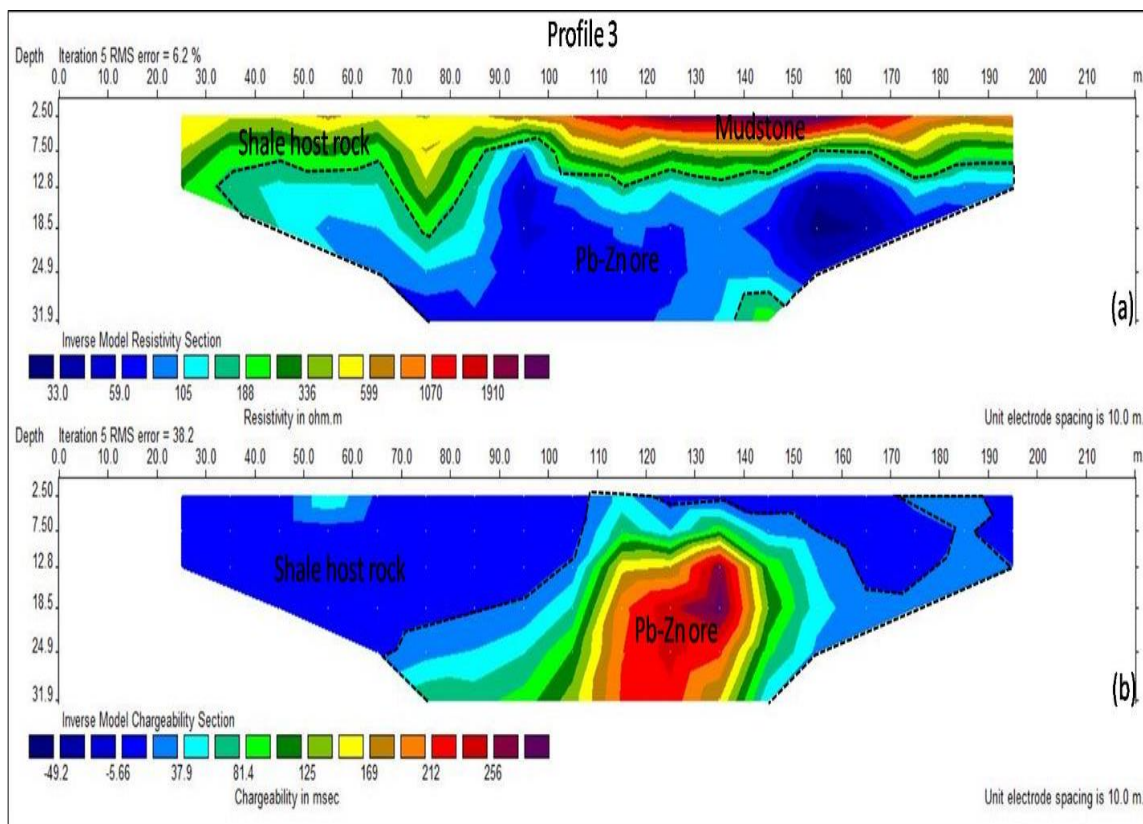 Profile 3
Depth Iteration 5 RMS error = 6.2 %
0.0 10.0 20.0 30.0 40.0 50.0 60.0 70.0 80.0 90.0 100 110 120 130 140 150 160 170 180 190 200 210 m.
2.50
Shale host rock
Mudstone
7.50
12.8
18.5
24.9
Pb-Zn ore
31.9
(a)
Inverse Model Resistivity Section
33.0 59.0 105 188 336 599 1070 1910
Resistivity in ohm.m
Unit electrode spacing is 10.0 m.
Depth Iteration 5 RMS error = 38.2
0.0 10.0 20.0 30.0 40.0 50.0 60.0 70.0 80.0 90.0 100 110 120 130 140 150 160 170 180 190 200 210 m.
2.50
7.50
12.8
Shale host rock
18.5
Pb-Zn ore
24.9
31.9
(b)
Inverse Model Chargeability Section
-49.2 -5.66 37.9 81.4 125 169 212 256
Chargeability in msec
Unit electrode spacing is 10.0 m.